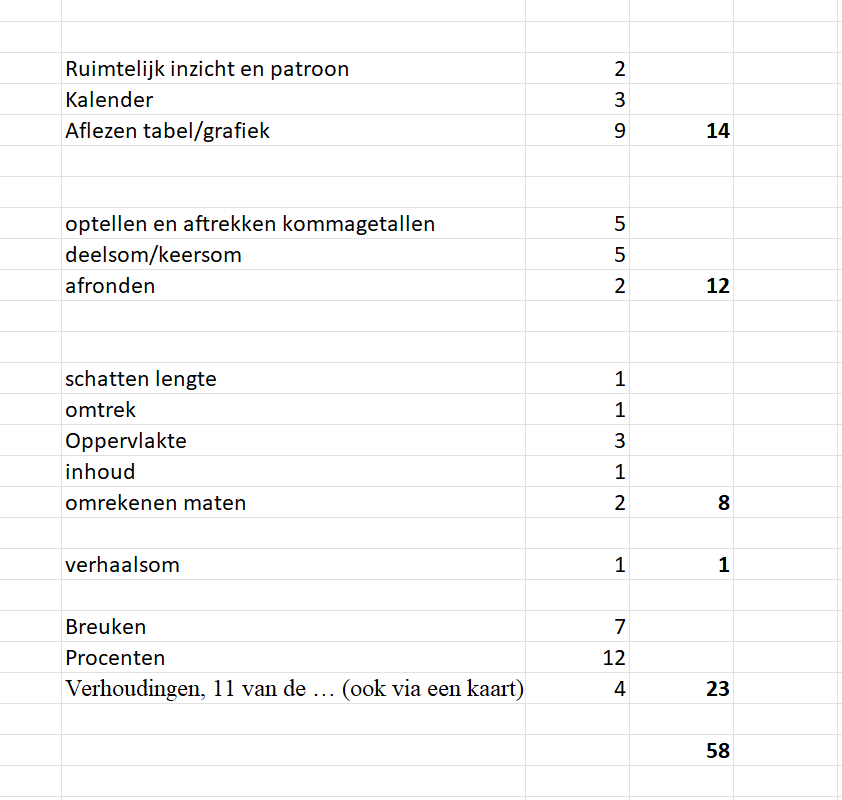 Ruimtelijk inzicht en patroon 2
Kalender 3
Aflezen tabel/grafiek 9 14
optellen en aftrekken kommagetallen 5
deelsom/keersom 5
afronden 2 12
schatten lengte 1
omtrek 1
Oppervlakte 3
inhoud 1
omrekenen maten 2 8
verhaalsom 1 1
Breuken 7
Procenten 12
Verhoudingen, 11 van de … (ook via een kaart) 4 23
58